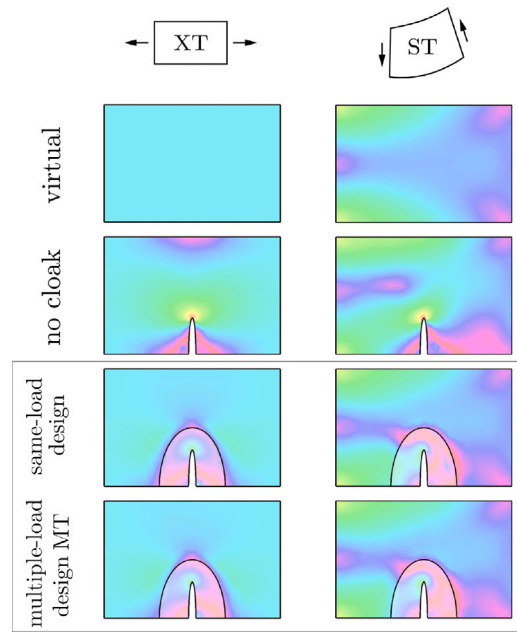 XT
ST
virtual
no cloak
same-load
design
multiple-load
design MT